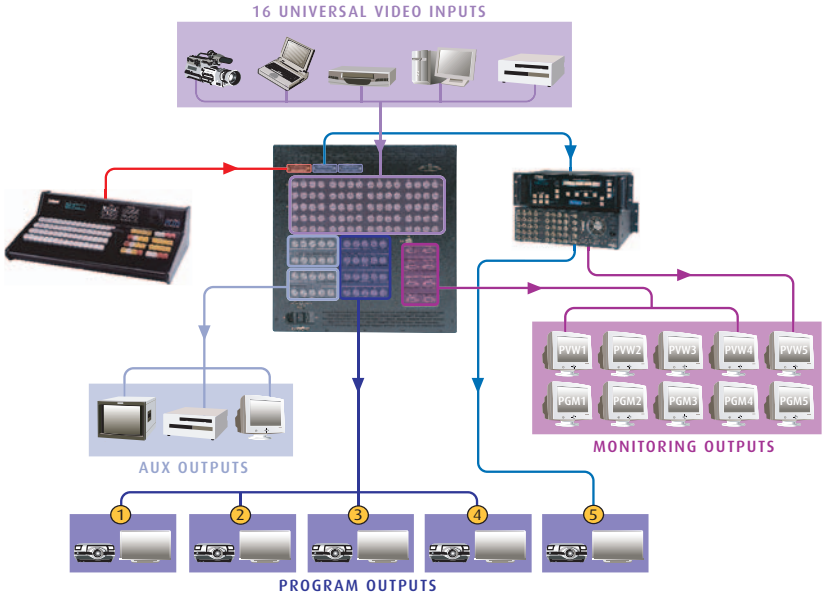 16 UNIVERSAL VIDEO INPUTS
PVW1 PVW2 PVW3 PVW4 PVW5
PGM1 PGM2 PGM3 PGM4 PGM5
MONITORING OUTPUTS
AUX OUTPUTS
1 2 3 4 5
PROGRAM OUTPUTS